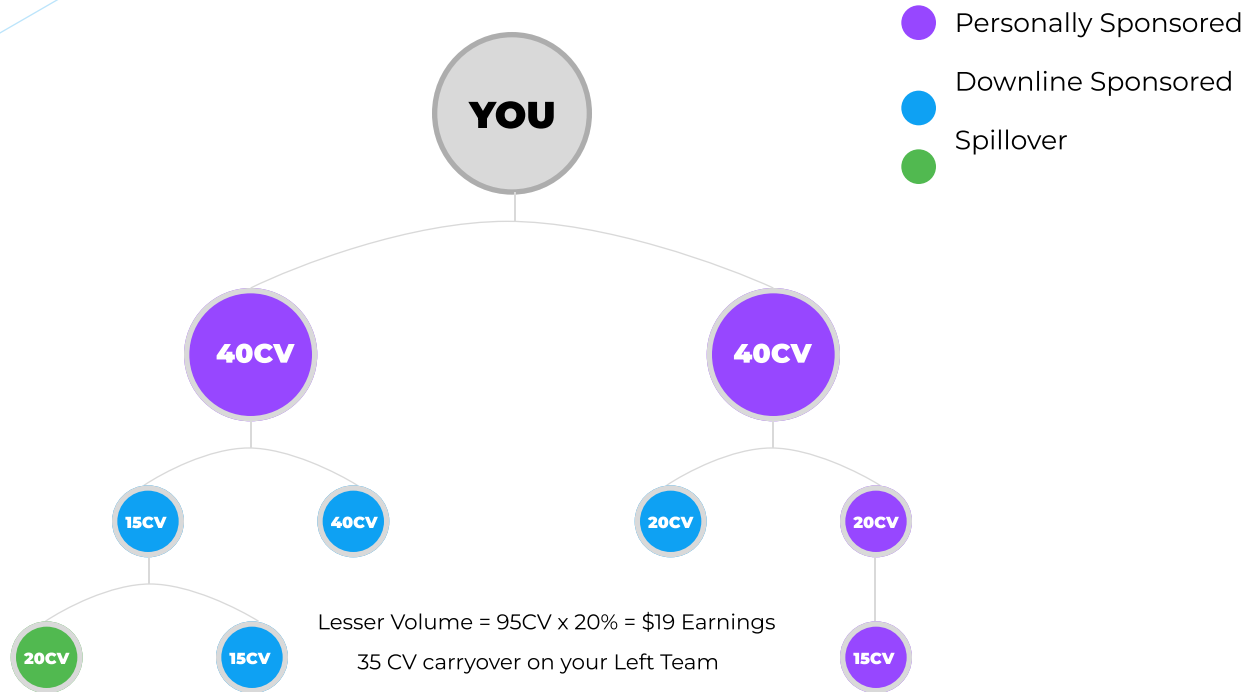 Personally Sponsored
Downline Sponsored
Spillover
YOU
40CV
40CV
15CV
40CV
20CV
20CV
Lesser Volume = 95CV x 20% = $19 Earnings
35 CV carryover on your Left Team
20CV
15CV
15CV